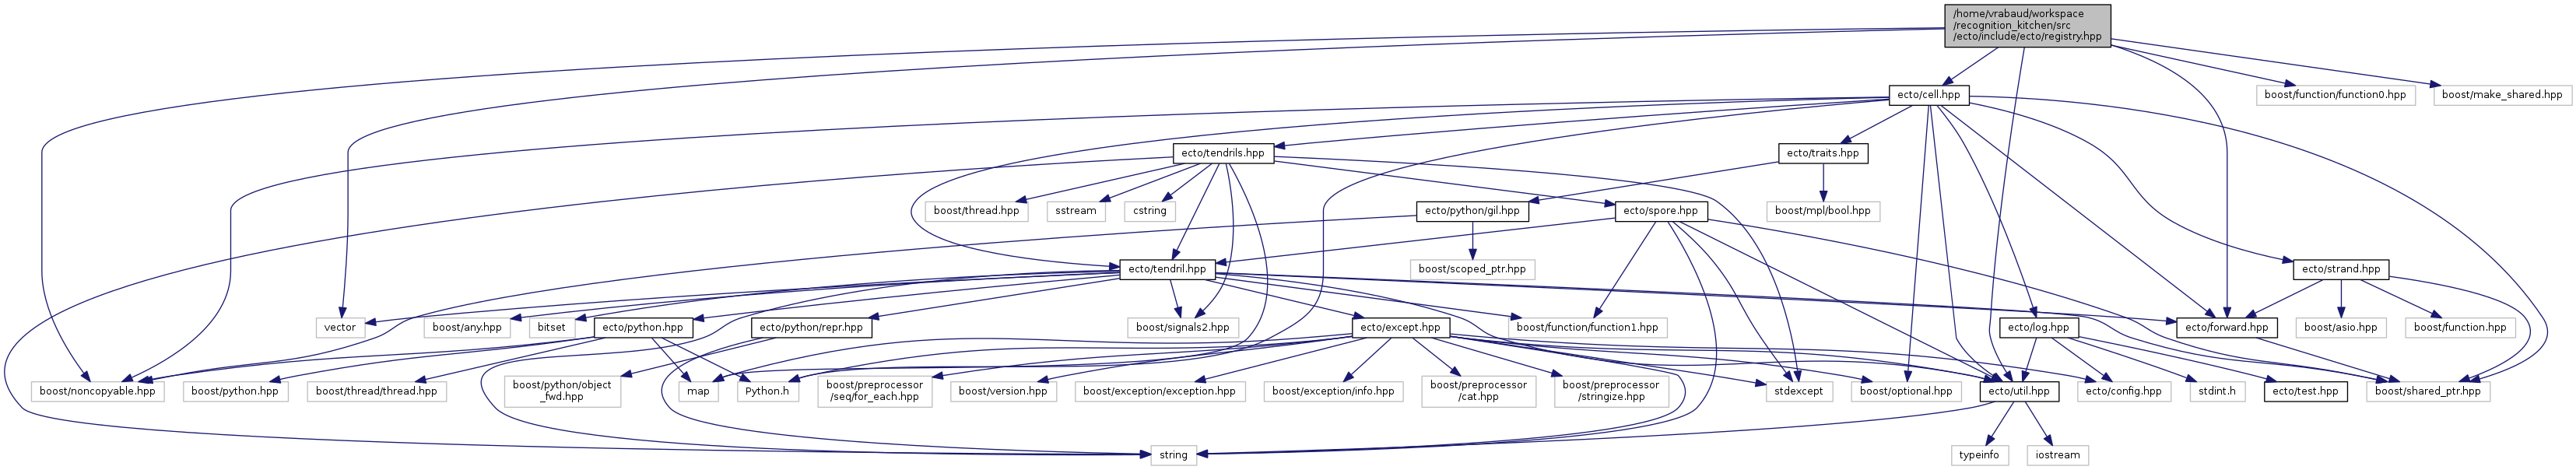 /home/vrabaud/workspace
/recognition_kitchen/src
/ecto/include/ecto/registry.hpp
ecto/cell.hpp
boost/function/function0.hpp
boost/make_shared.hpp
ecto/tendrils.hpp
ecto/traits.hpp
boost/thread.hpp
sstream
cstring
ecto/python/gil.hpp
ecto/spore.hpp
boost/mpl/bool.hpp
ecto/tendril.hpp
boost/scoped_ptr.hpp
ecto/strand.hpp
vector
boost/any.hpp
bitset
ecto/python.hpp
ecto/python/repr.hpp
boost/signals2.hpp
ecto/except.hpp
boost/function/function1.hpp
ecto/log.hpp
ecto/forward.hpp
boost/asio.hpp
boost/function.hpp
boost/noncopyable.hpp
boost/python.hpp
boost/thread/thread.hpp
boost/python/object
_fwd.hpp
map
Python.h
boost/preprocessor
/seq/for_each.hpp
boost/version.hpp
boost/exception/exception.hpp
boost/exception/info.hpp
boost/preprocessor
/cat.hpp
boost/preprocessor
/stringize.hpp
stdexcept
boost/optional.hpp
ecto/util.hpp
ecto/config.hpp
stdint.h
ecto/test.hpp
boost/shared_ptr.hpp
string
typeinfo
iostream